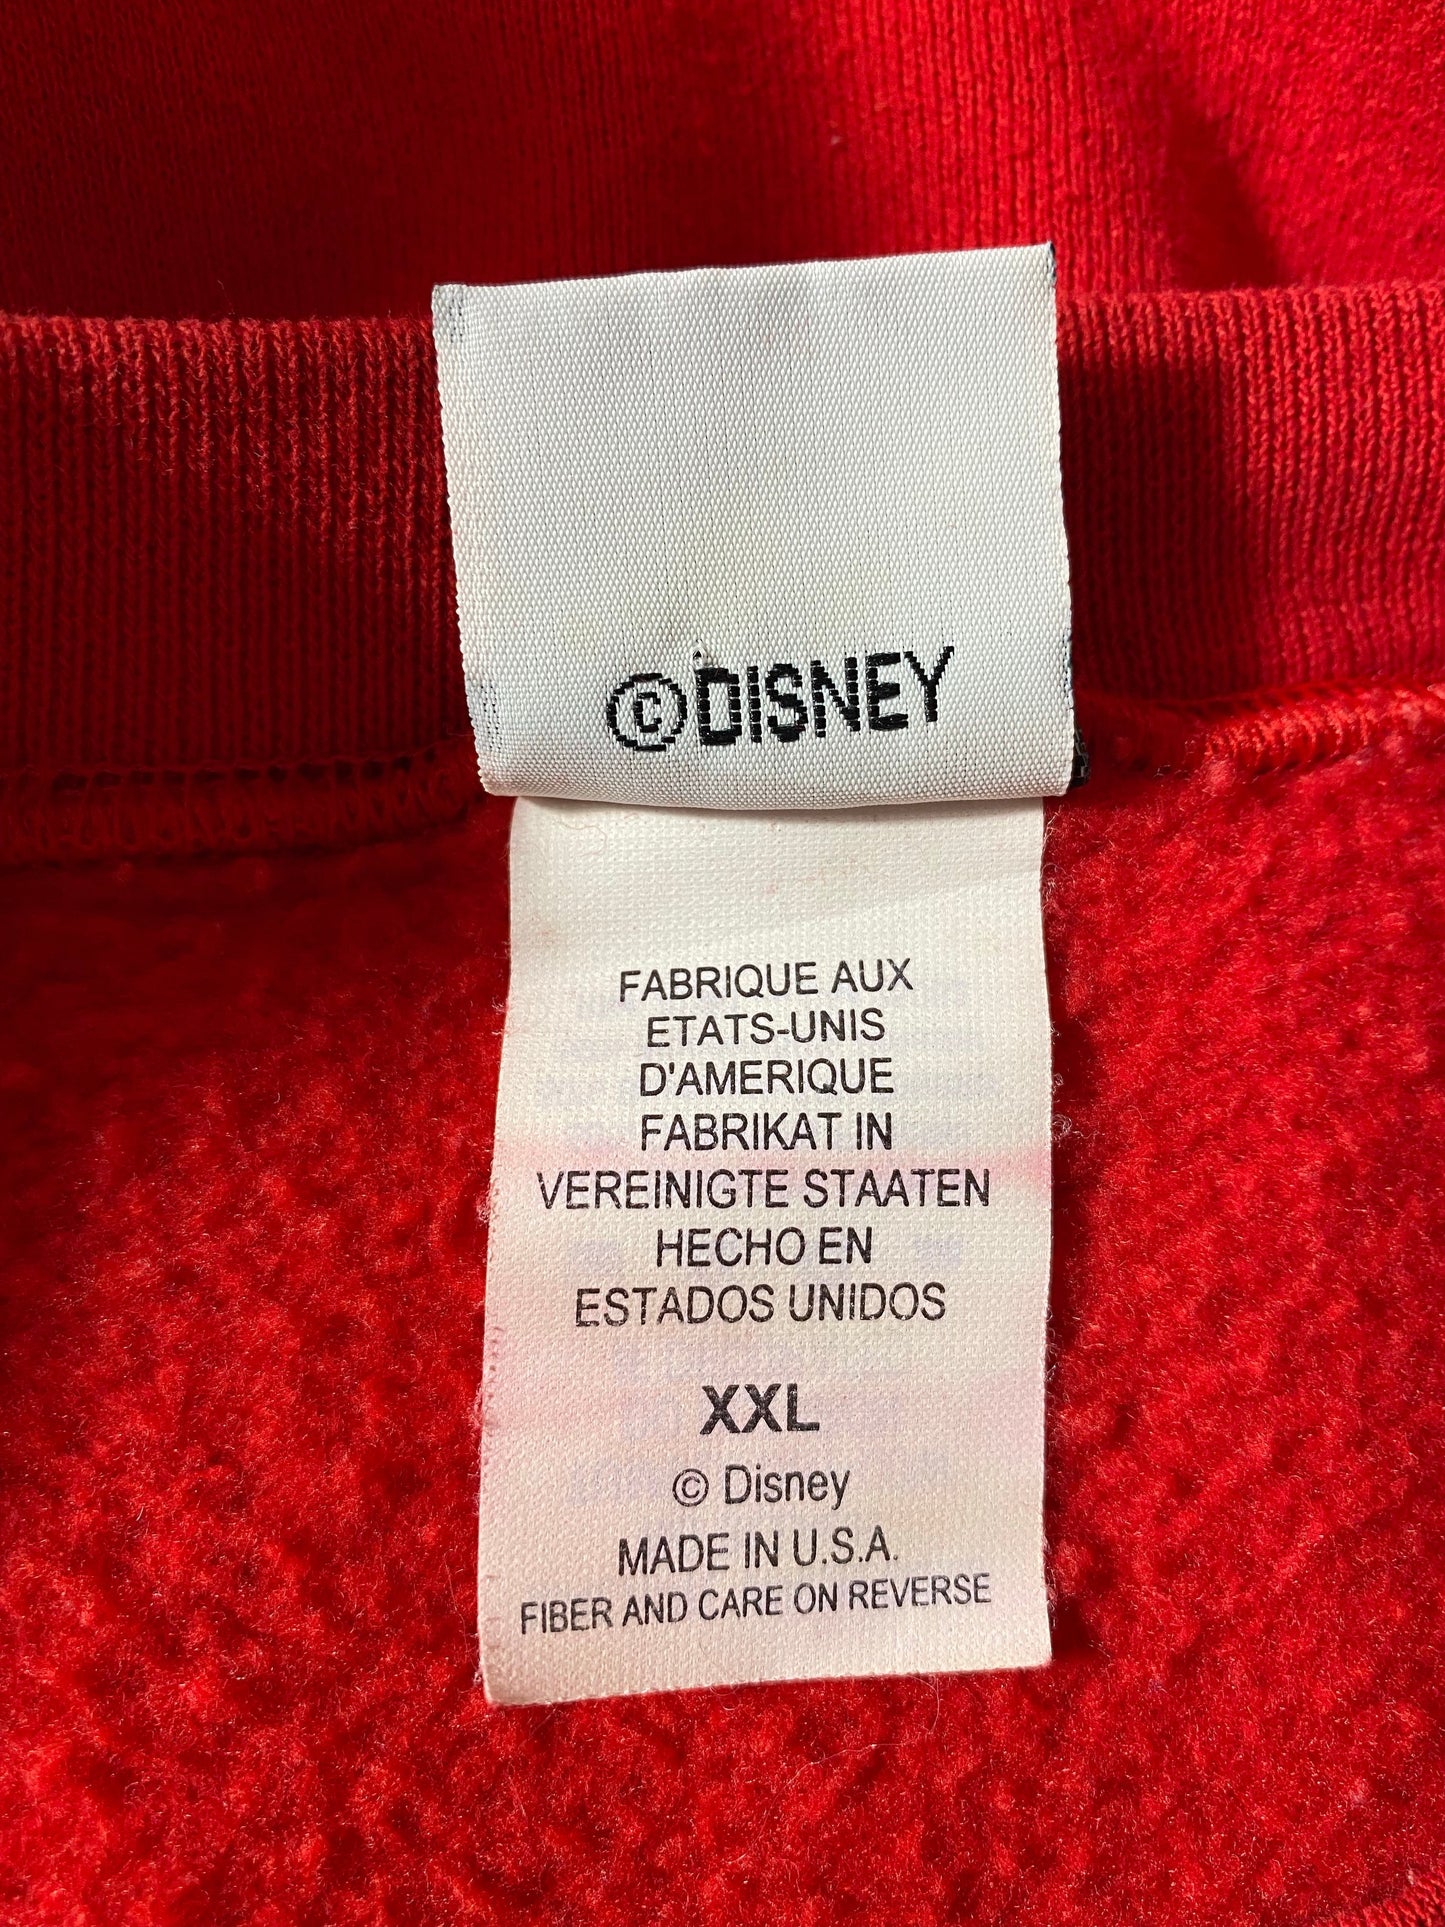 ©DISNEY
FABRIQUE AUX
ETATS-UNIS
D'AMERIQUE
FABRIKAT IN
VEREINIGTE STAATEN
HECHO EN
ESTADOS UNIDOS
XXL
© Disney
MADE IN U.S.A.
FIBER AND CARE ON REVERSE